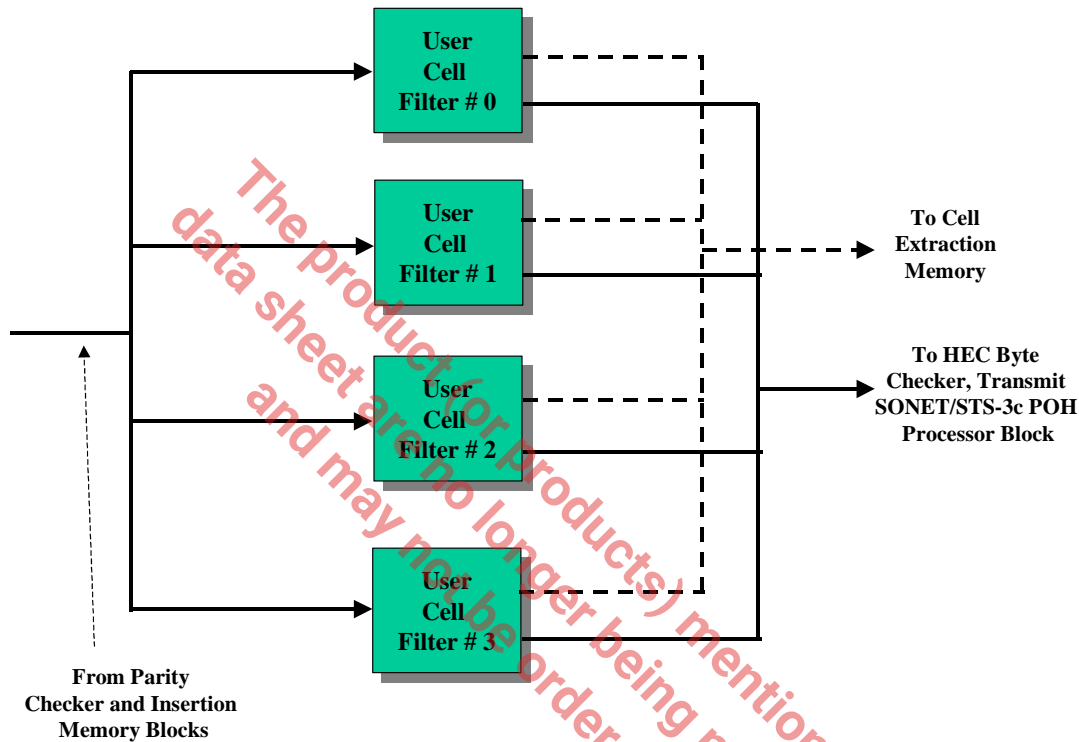 User
Cell
Filter # 0
User
Cell
Filter # 1
User
Cell
Filter # 2
User
Cell
Filter # 3
To Cell
Extraction
Memory
To HEC Byte
Checker, Transmit
SONET/STS-3c POH
Processor Block
From Parity
Checker and Insertion
Memory Blocks
The product (or products) mention
data sheet are no longer being
and may not be order